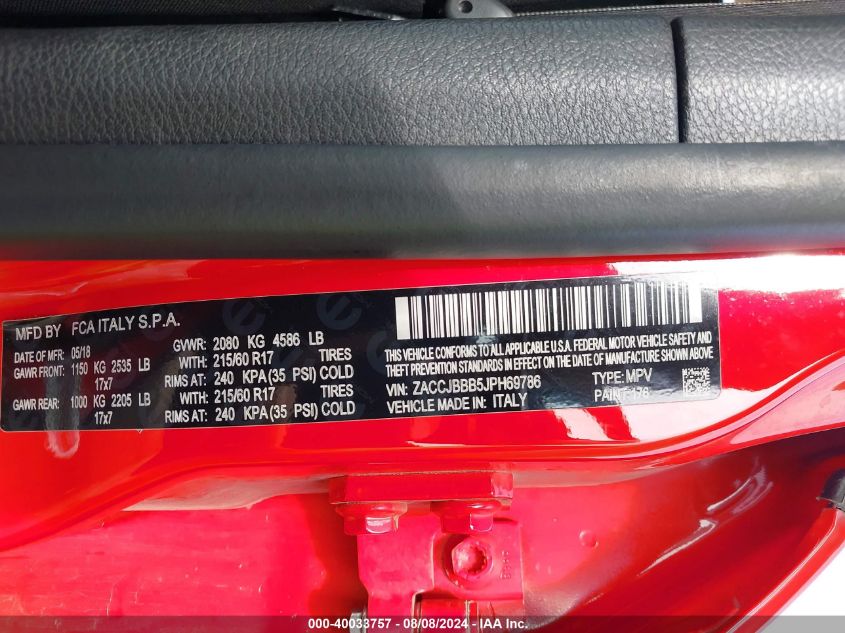 MFD BY FCA ITALY S.P.A.
DATE OF MFR 05/18 GVWR: 2080 KG 4586 LB
GAWR FRONT: 1150 KG 2535 LB WITH: 215/60 R17 TIRES
17x7 RIMS AT: 240 KPA (35 PSI) COLD
GAWR REAR: 1000 KG 2205 LB WITH: 215/60 R17 TIRES
17x7 RIMS AT: 240 KPA (35 PSI) COLD
THIS VEHICLE CONFORMS TO ALL APPLICABLE U.S.A. FEDERAL MOTOR VEHICLE SAFETY AND
THEFT PREVENTION STANDARDS IN EFFECT ON THE DATE OF MANUFACTURE SHOWN ABOVE
VIN: ZACCJBBB5JPH69786 TYPE: MPV
VEHICLE MADE IN: ITALY PAINT: 176
000-40033757 - 08/08/2024 - IAA Inc.